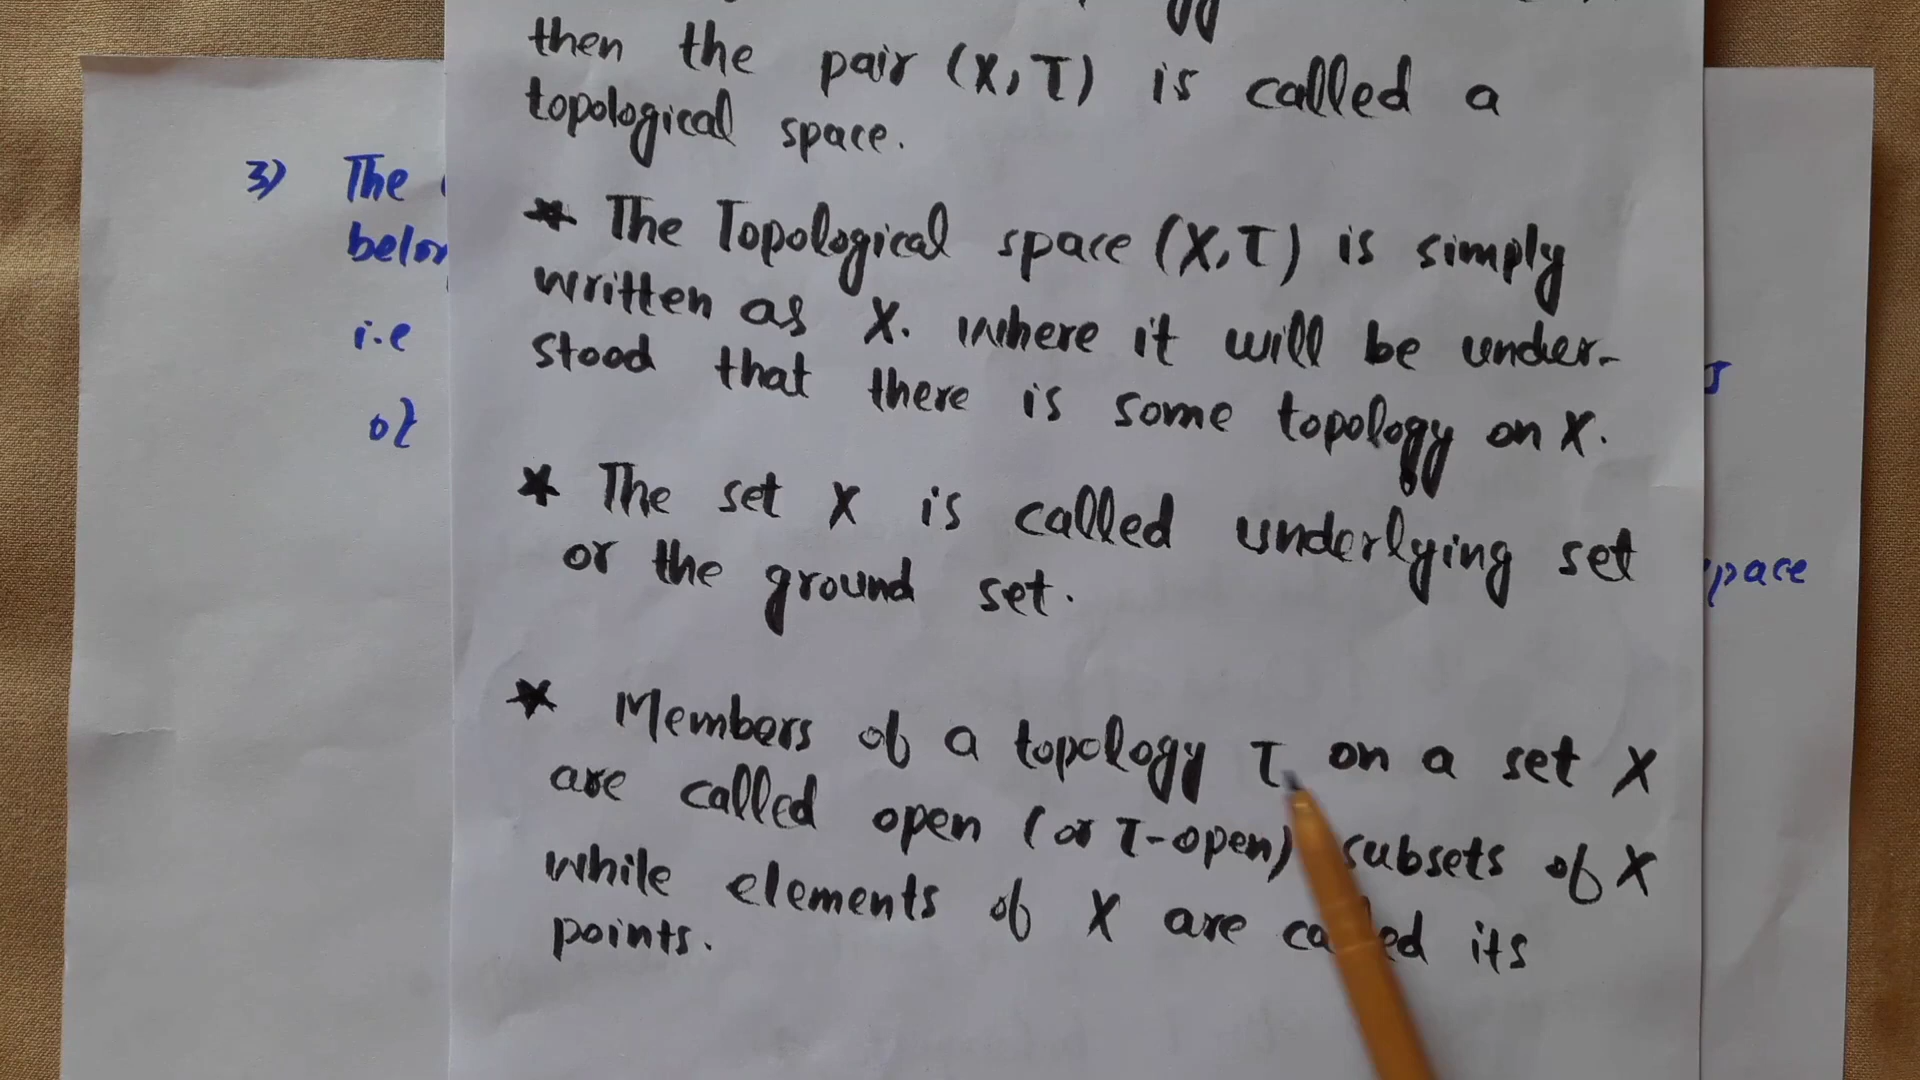 then the pair (X, τ) is called a
topological space.
* The Topological space (X, τ) is simply
written as X. Where it will be under-
stood that there is some topology on X.
* The set X is called underlying set
or the ground set.
* Members of a topology τ on a set X
are called open (or τ-open) subsets of X
while elements of X are called its
points.
3) The
i.e